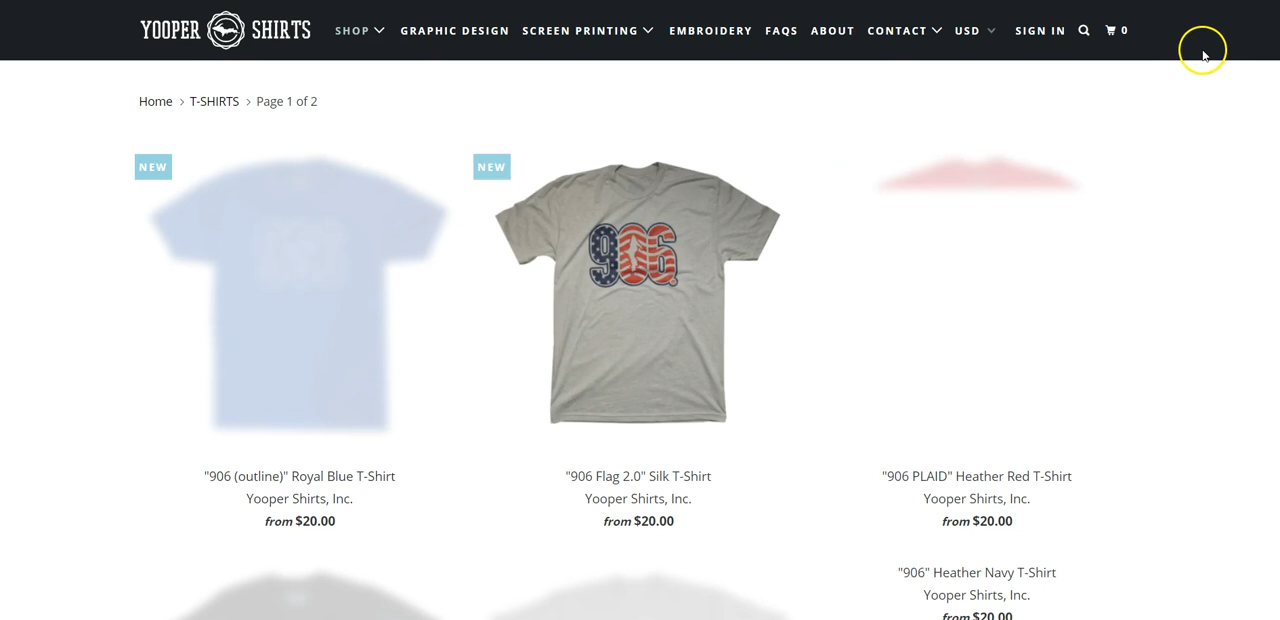 YOOPER SHIRTS
SHOP GRAPHIC DESIGN SCREEN PRINTING EMBROIDERY FAQS ABOUT CONTACT USD SIGN IN 0
Home > T-SHIRTS > Page 1 of 2
NEW
NEW
906
"906 (outline)" Royal Blue T-Shirt
Yooper Shirts, Inc.
from $20.00
"906 Flag 2.0" Silk T-Shirt
Yooper Shirts, Inc.
from $20.00
"906 PLAID" Heather Red T-Shirt
Yooper Shirts, Inc.
from $20.00
"906" Heather Navy T-Shirt
Yooper Shirts, Inc.
from $20.00